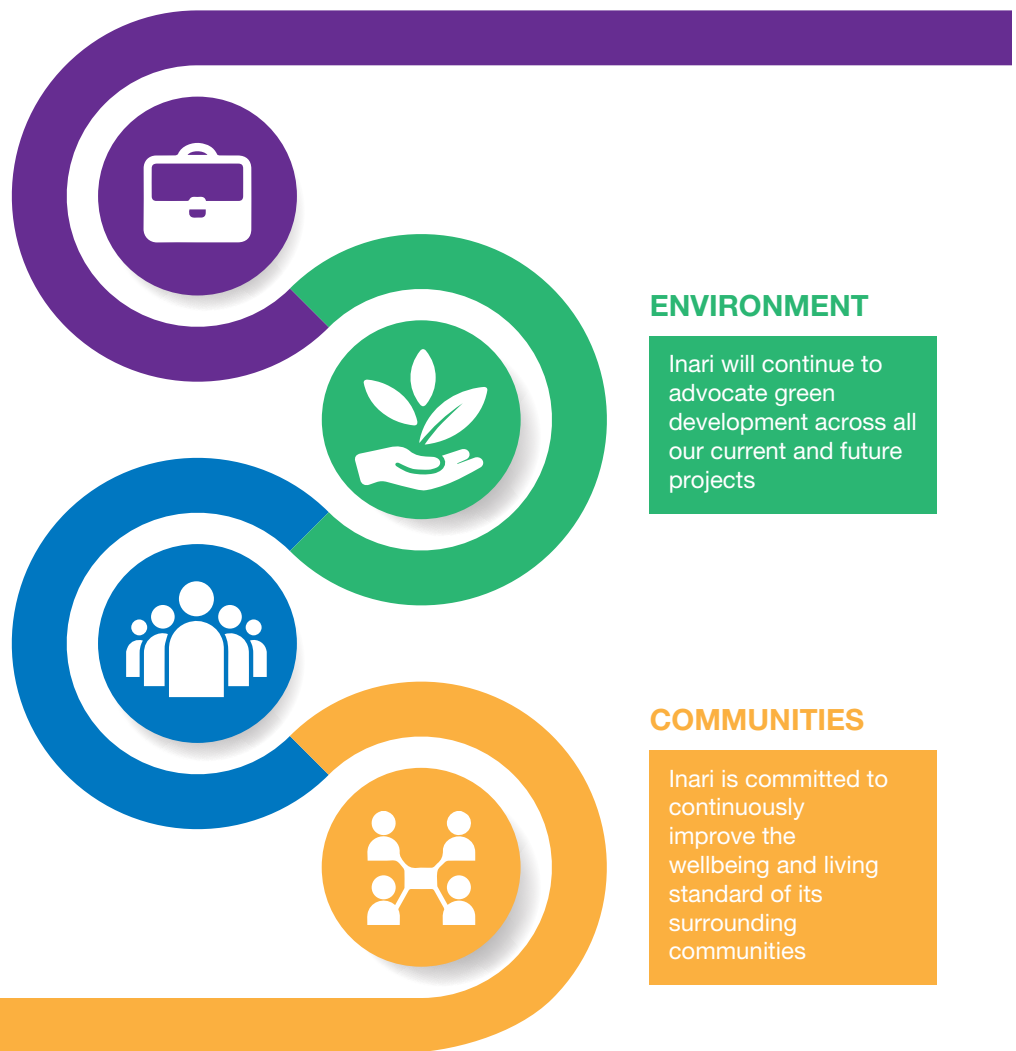 ENVIRONMENT
Inari will continue to
advocate green
development across all
our current and future
projects
COMMUNITIES
Inari is committed to
continuously
improve the
wellbeing and living
standard of its
surrounding
communities